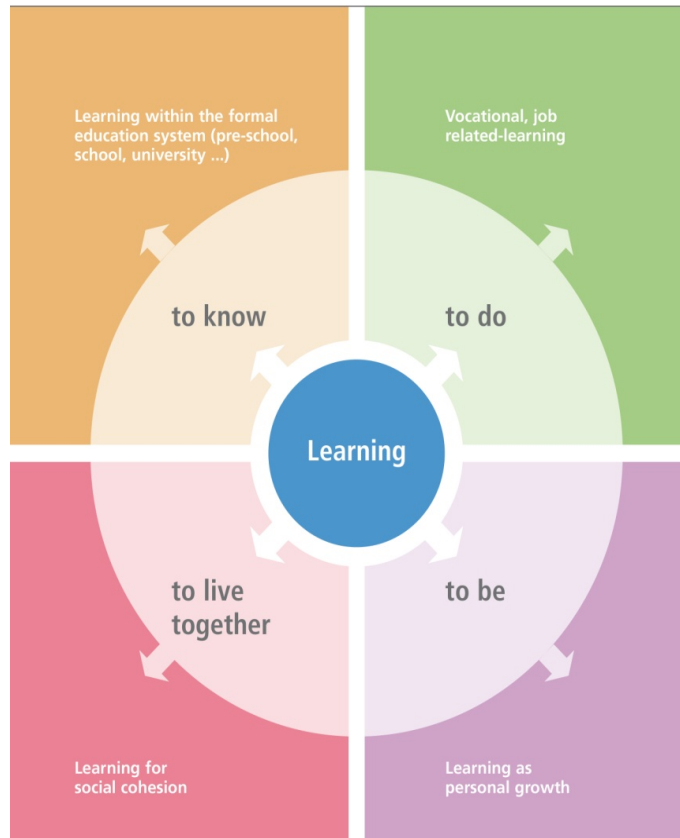 Learning within the formal
education system (pre-school,
school, university ...)
Vocational, job
related-learning
to know
to do
Learning
to live
together
to be
Learning for
social cohesion
Learning as
personal growth